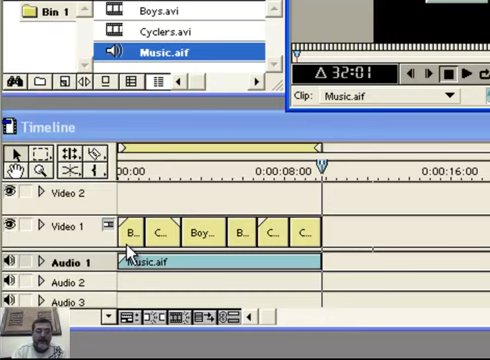 Bin 1
Boys.avi
Cyclers.avi
Music.aif
Δ 32:01
Clip: Music.aif
Timeline
00:00
0:00:08:00
0:00:16:00
Video 2
Video 1
B... C... Boy... B... C... C...
Audio 1
Music.aif
Audio 2
Audio 3